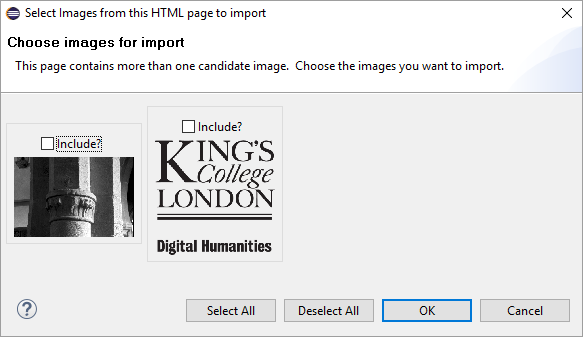 Select Images from this HTML page to import
Choose images for import
This page contains more than one candidate image.  Choose the images you want to import.
Include?
Include?
KING'S
College
LONDON
Digital Humanities
?
Select All
Deselect All
OK
Cancel